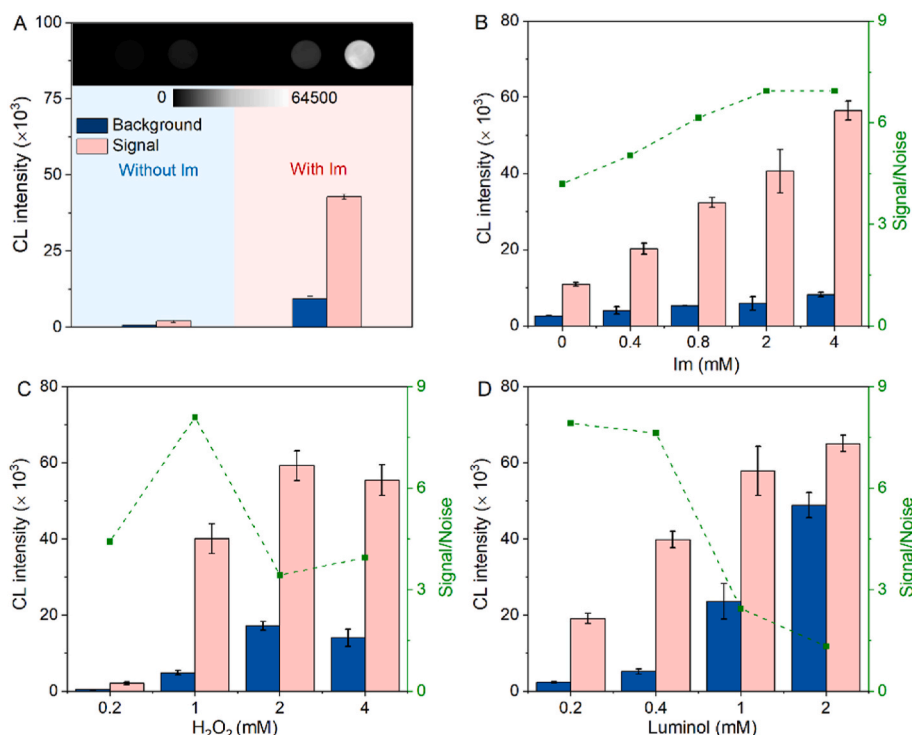 A
100
75
50
25
0
CL intensity (×10³)
0 64500
Background
Signal
Without Im
With Im
B
80
60
40
20
0
CL intensity (× 10³)
9
6
3
0
Signal/Noise
0 0.4 0.8 2 4
Im (mM)
C
80
60
40
20
0
CL intensity (× 10³)
9
6
3
0
Signal/Noise
0.2 1 2 4
H₂O₂ (mM)
D
80
60
40
20
0
CL intensity (× 10³)
9
6
3
0
Signal/Noise
0.2 0.4 1 2
Luminol (mM)